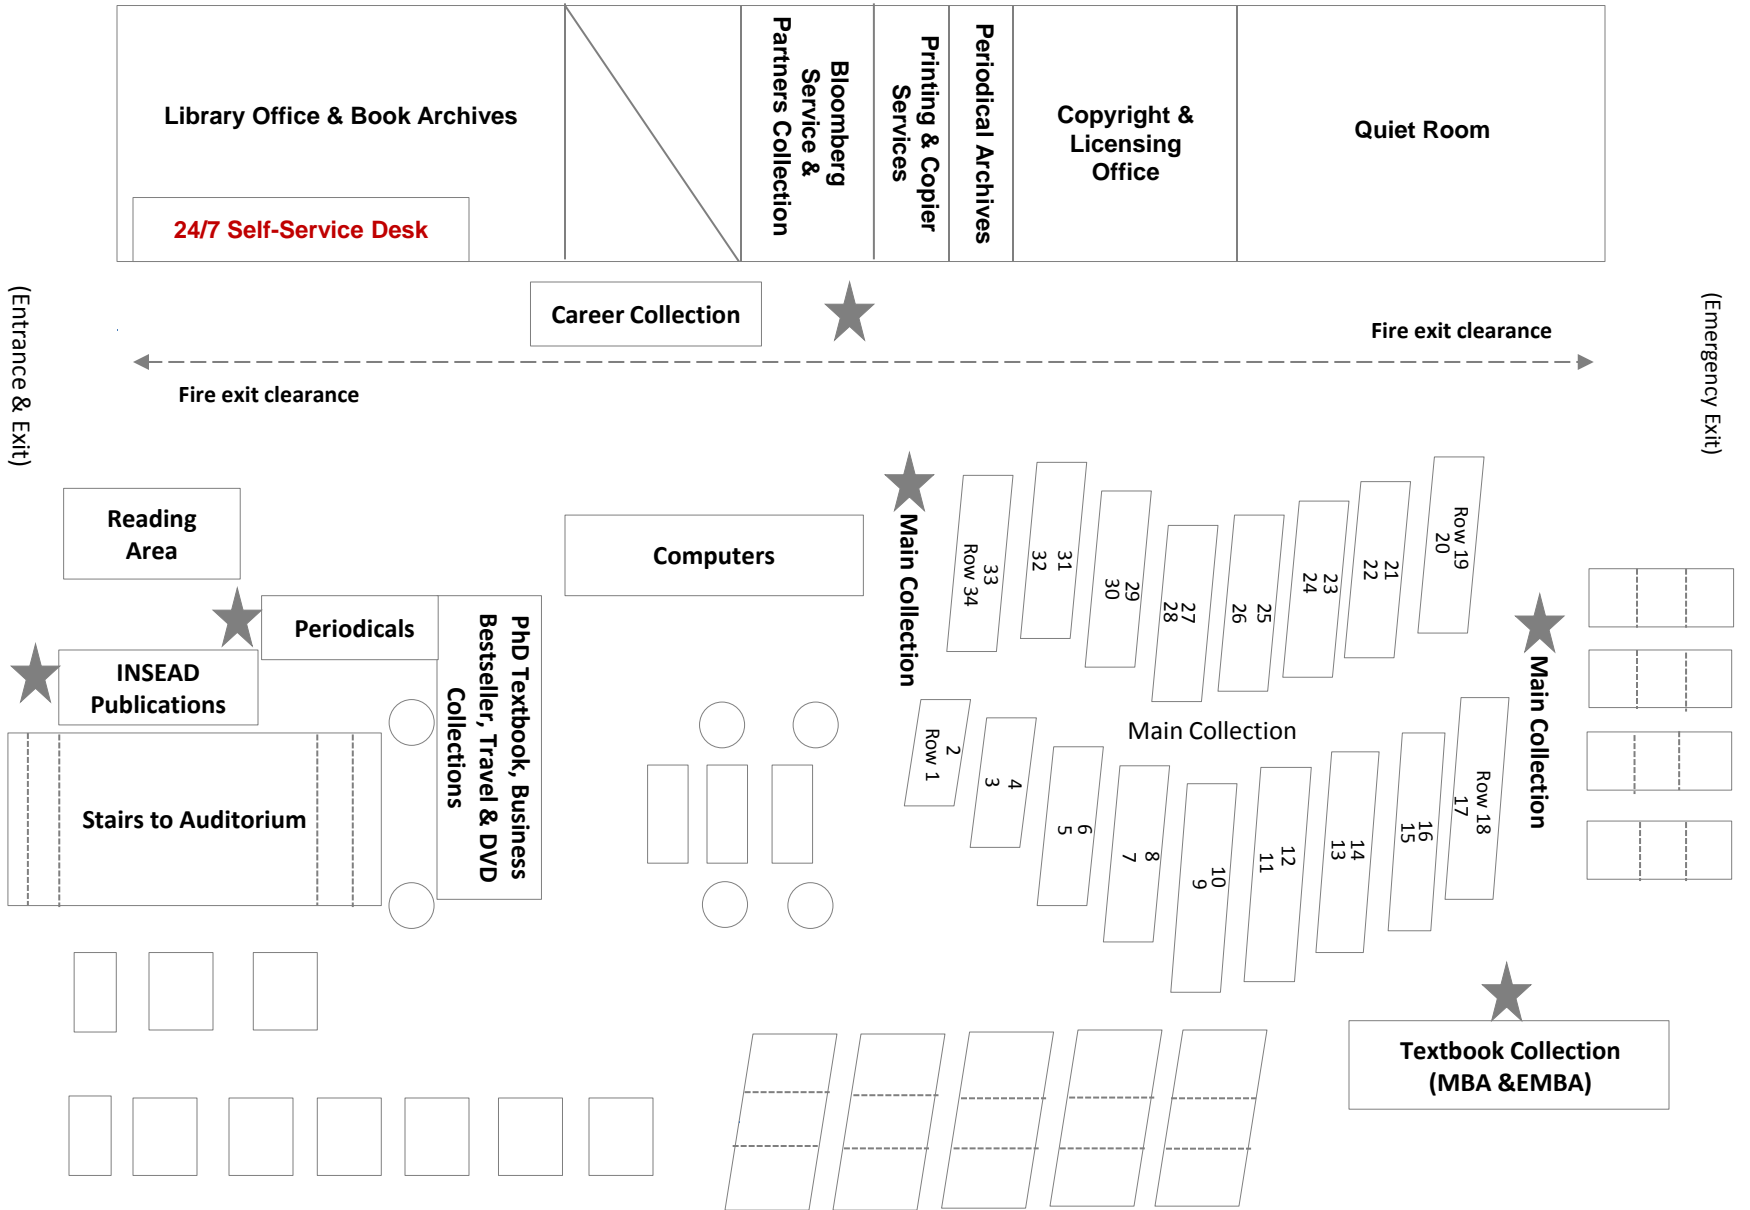 Library Office & Book Archives
24/7 Self-Service Desk
Bloomberg
Service &
Partners Collection
Printing & Copier
Services
Periodical Archives
Copyright &
Licensing
Office
Quiet Room
(Entrance & Exit)
Career Collection
Fire exit clearance
Fire exit clearance
(Emergency Exit)
Reading
Area
Periodicals
INSEAD
Publications
Stairs to Auditorium
PhD Textbook, Business
Bestseller, Travel & DVD
Collections
Computers
Main Collection
33
Row 34
31
32
29
30
27
28
25
26
23
24
21
22
Row 19
20
Main Collection
Main Collection
2
Row 1
4
3
6
5
8
7
10
9
12
11
14
13
16
15
Row 18
17
Textbook Collection
(MBA &EMBA)